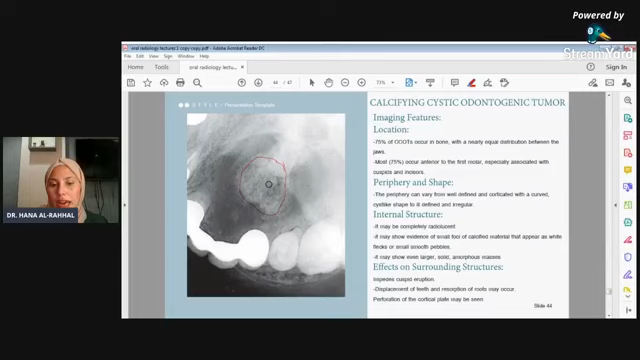 Powered by
StreamYard
oral radiology lectures'2 copy copy.pdf - Adobe Acrobat Reader DC
File Edit View Sign Window Help
Home Tools oral radiology lectu... ×
Sign In
44 / 47
73%
STYLE / Presentation Template
CALCIFYING CYSTIC ODONTOGENIC TUMOR
Imaging Features:
Location:
-75% of CCOTs occur in bone, with a nearly equal distribution between the
jaws.
-Most (75%) occur anterior to the first molar, especially associated with
cuspids and incisors.
Periphery and Shape:
-The periphery can vary from well defined and corticated with a curved,
cystlike shape to ill defined and irregular.
Internal Structure:
-It may be completely radiolucent
-it may show evidence of small foci of calcified material that appear as white
flecks or small smooth pebbles.
-it may show even larger, solid, amorphous masses
Effects on Surrounding Structures:
Impedes cuspid eruption.
-Displacement of teeth and resorption of roots may occur.
Perforation of the cortical plate may be seen
Slide 44
DR. HANA AL-RAHHAL